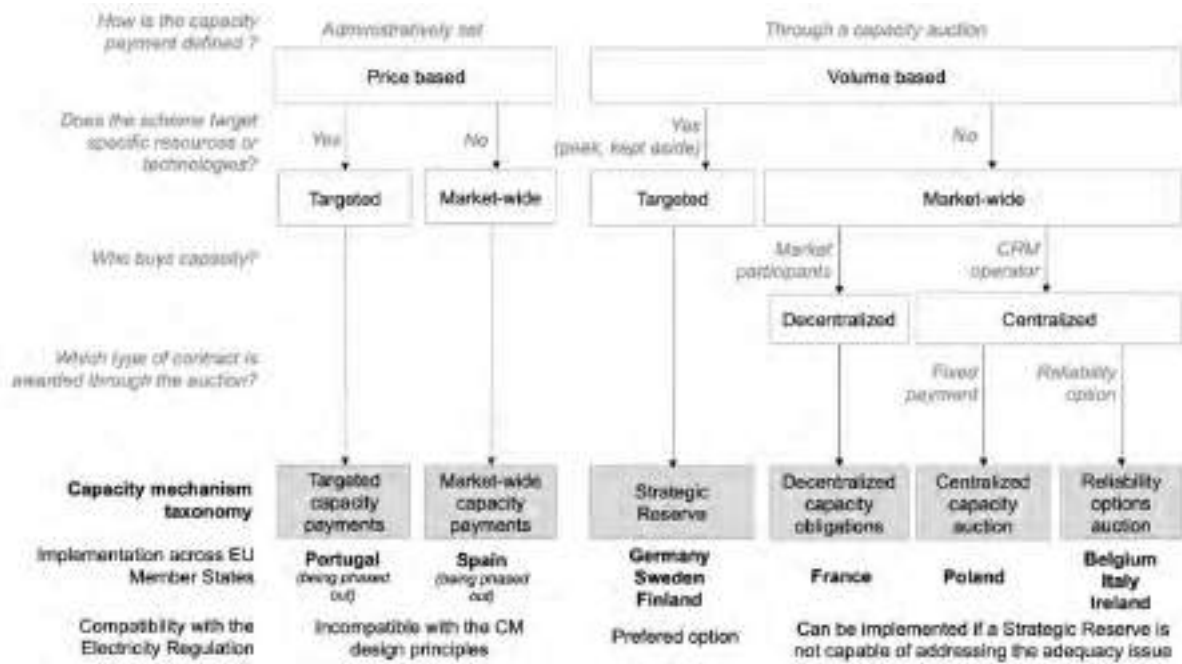 How is the capacity
payment defined ?
Administratively set
Through a capacity auction
Price based
Volume based
Does the scheme target
specific resources or
technologies?
Yes
No
Yes
(peak, kept aside)
No
Targeted
Market-wide
Targeted
Market-wide
Who buys capacity?
Market
participants
CRM
operator
Decentralized
Centralized
Which type of contract is
awarded through the auction?
Fixed
payment
Reliability
option
Capacity mechanism
taxonomy
Targeted
capacity
payments
Market-wide
capacity
payments
Strategic
Reserve
Decentralized
capacity
obligations
Centralized
capacity
auction
Reliability
options
auction
Implementation across EU
Member States
Portugal
(being phased
out)
Spain
(being phased
out)
Germany
Sweden
Finland
France
Poland
Belgium
Italy
Ireland
Compatibility with the
Electricity Regulation
Incompatible with the CM
design principles
Prefered option
Can be implemented if a Strategic Reserve is
not capable of addressing the adequacy issue